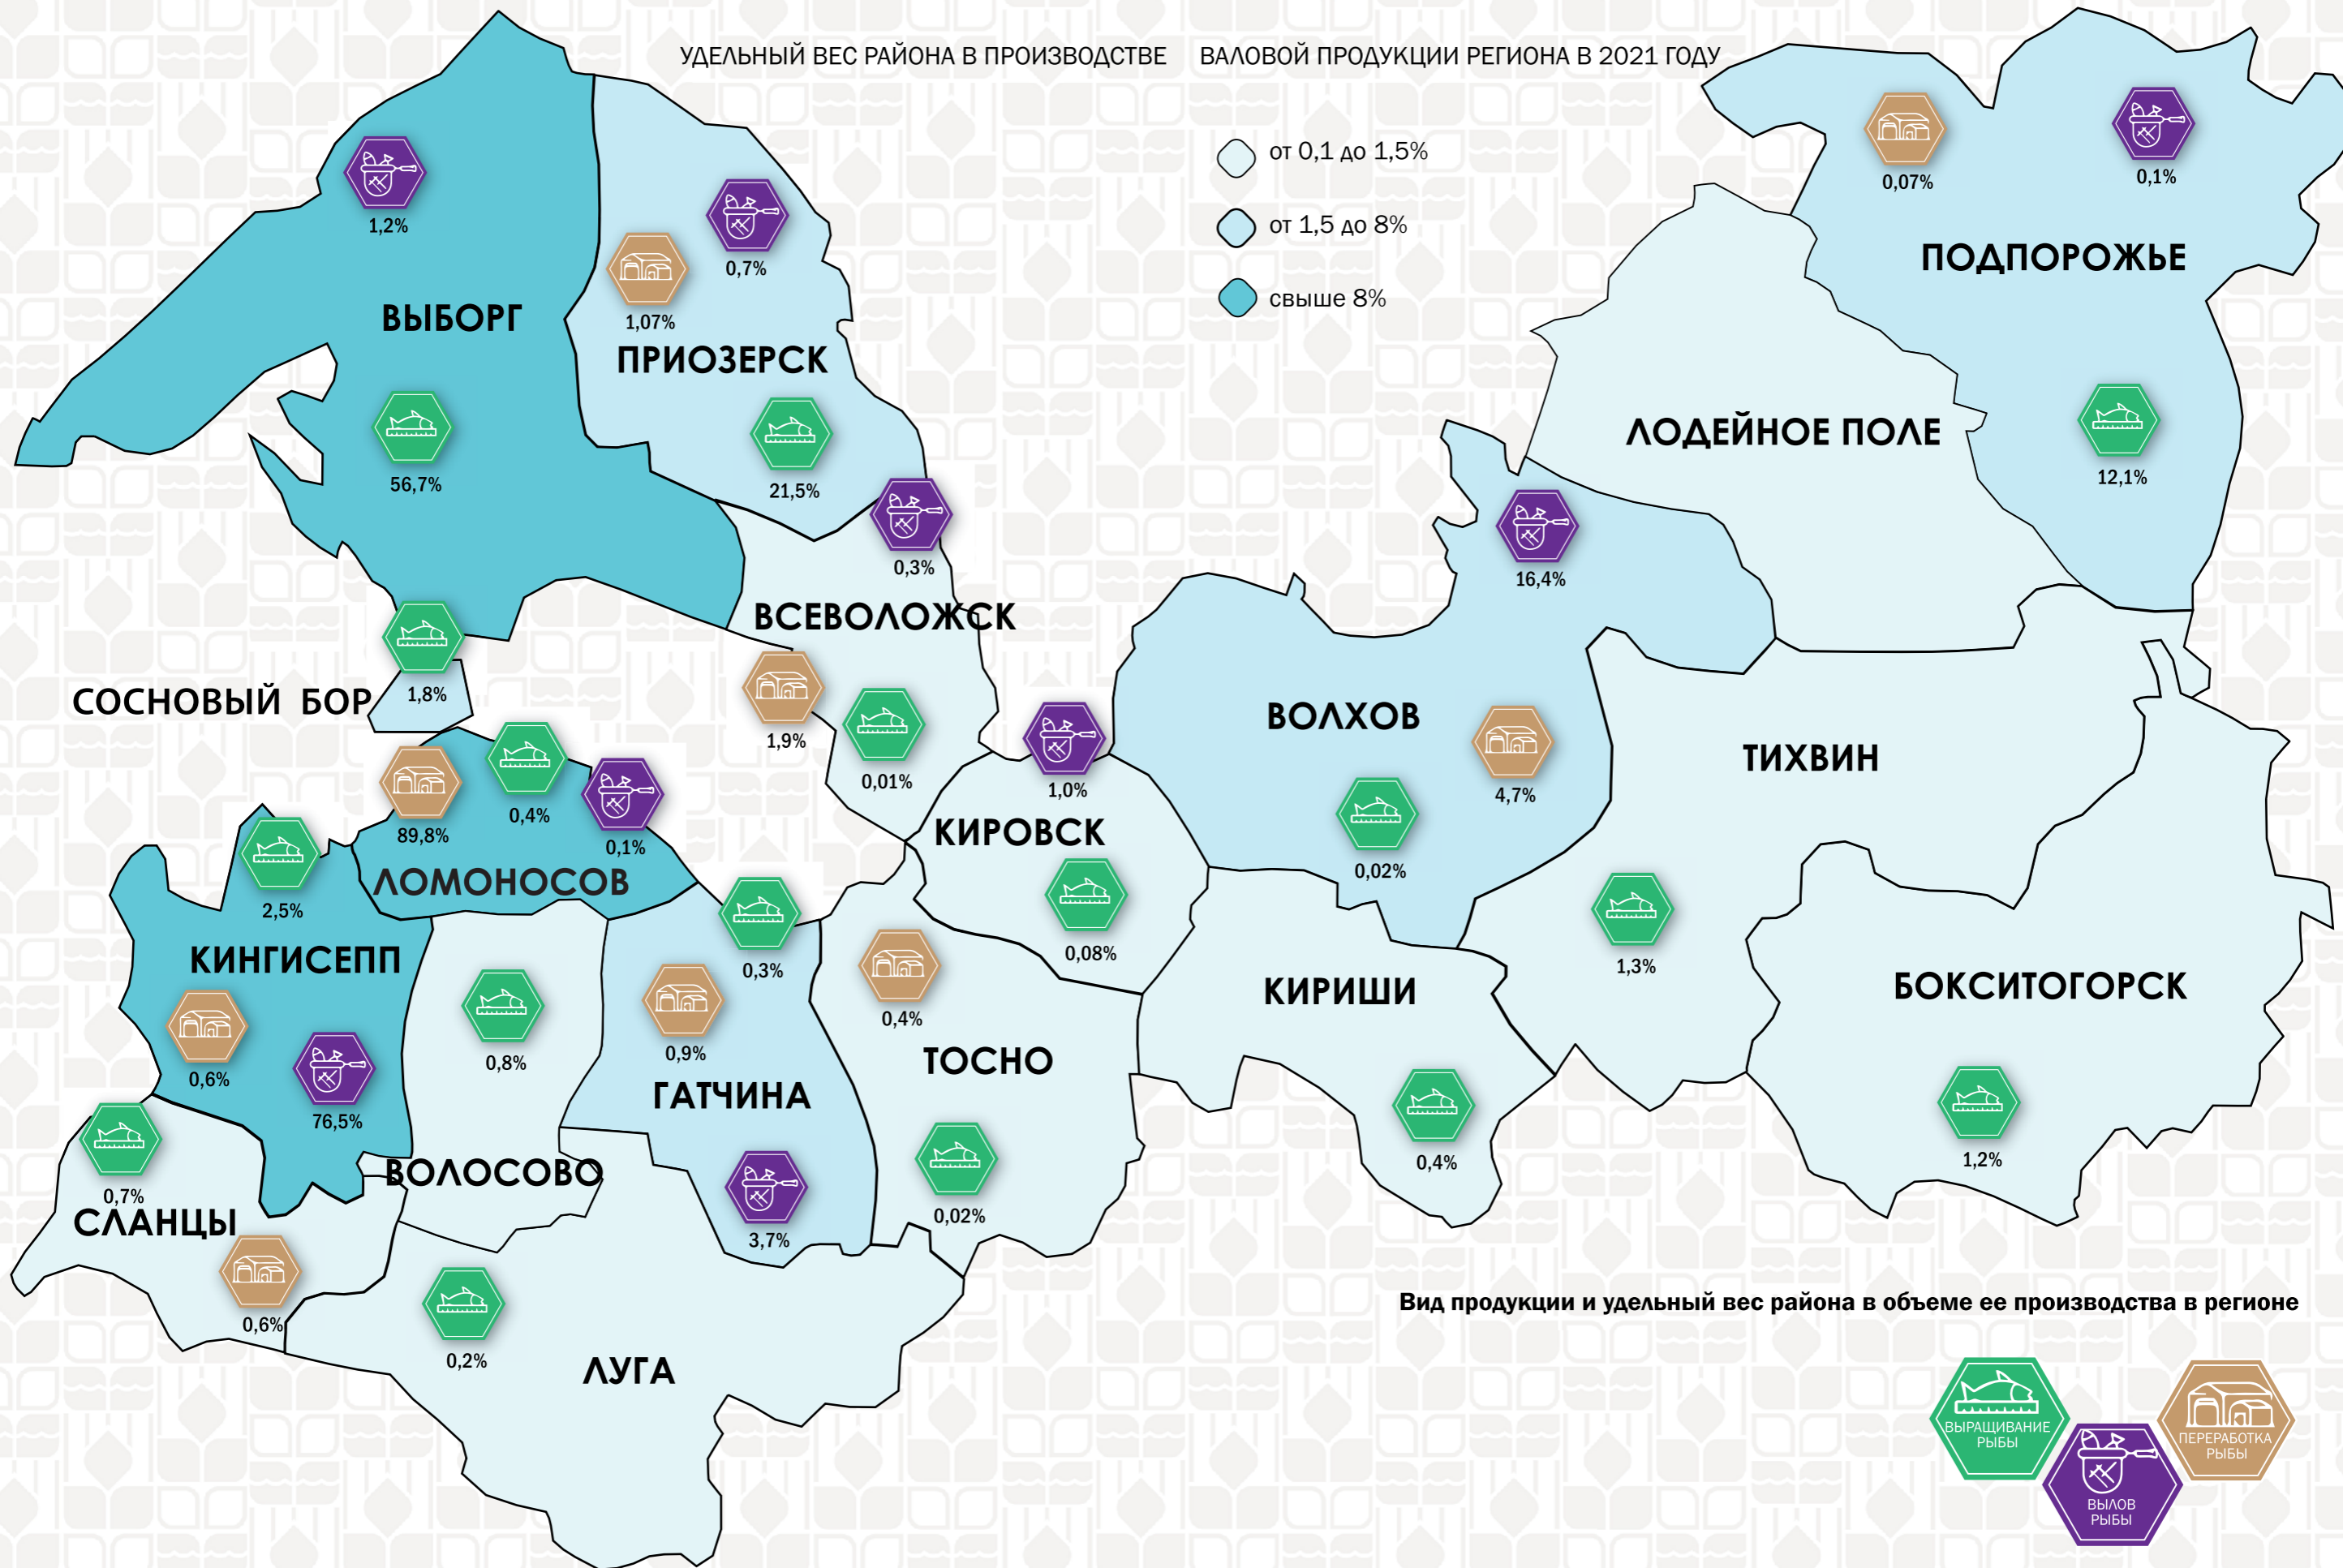 УДЕЛЬНЫЙ ВЕС РАЙОНА В ПРОИЗВОДСТВЕ ВАЛОВОЙ ПРОДУКЦИИ РЕГИОНА В 2021 ГОДУ
от 0,1 до 1,5%
от 1,5 до 8%
свыше 8%
1,2%
ВЫБОРГ
56,7%
0,7%
1,07%
ПРИОЗЕРСК
21,5%
0,07%
0,1%
ПОДПОРОЖЬЕ
12,1%
ЛОДЕЙНОЕ ПОЛЕ
0,3%
ВСЕВОЛОЖСК
1,9%
0,01%
СОСНОВЫЙ БОР
1,8%
89,8%
0,4%
0,1%
ЛОМОНОСОВ
16,4%
ВОЛХОВ
4,7%
0,02%
1,0%
КИРОВСК
0,08%
ТИХВИН
1,3%
2,5%
КИНГИСЕПП
0,6%
76,5%
0,8%
ВОЛОСОВО
0,3%
0,9%
ГАТЧИНА
3,7%
0,4%
ТОСНО
0,02%
КИРИШИ
0,4%
БОКСИТОГОРСК
1,2%
0,7%
СЛАНЦЫ
0,6%
0,2%
ЛУГА
Вид продукции и удельный вес района в объеме ее производства в регионе
ВЫРАЩИВАНИЕ
РЫБЫ
ВЫЛОВ
РЫБЫ
ПЕРЕРАБОТКА
РЫБЫ